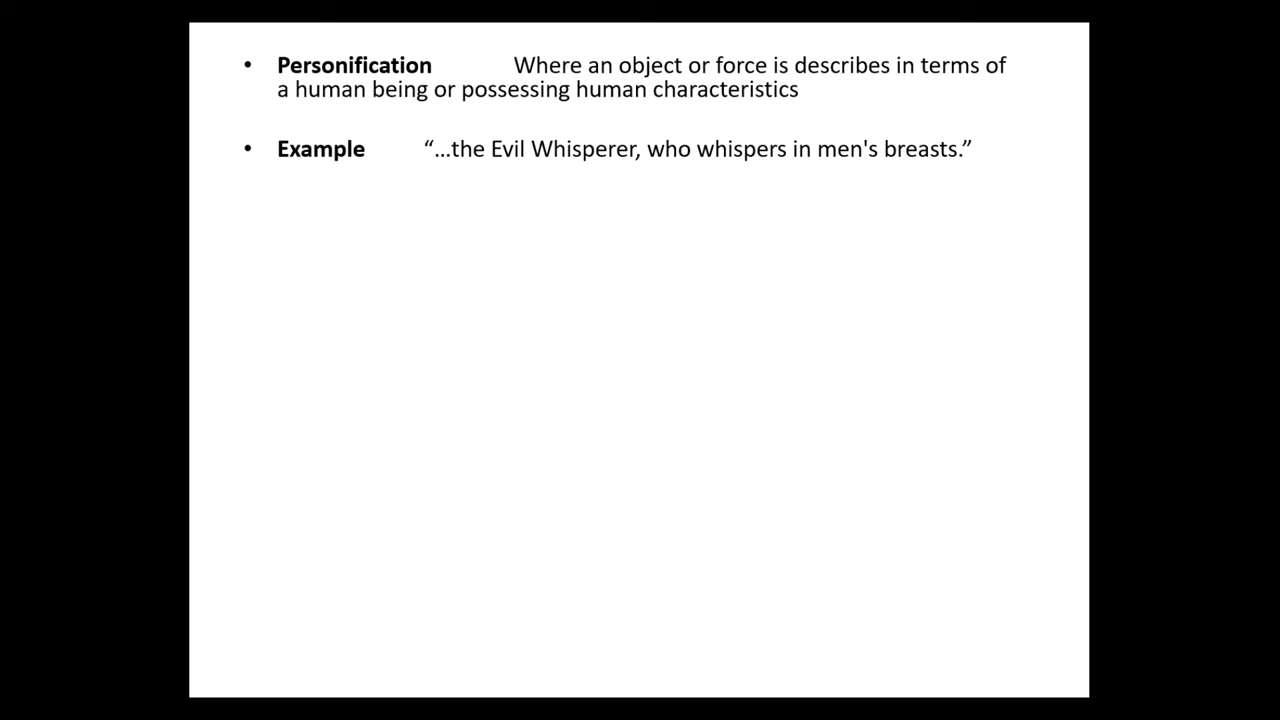 • Personification Where an object or force is describes in terms of
a human being or possessing human characteristics
• Example “…the Evil Whisperer, who whispers in men's breasts.”